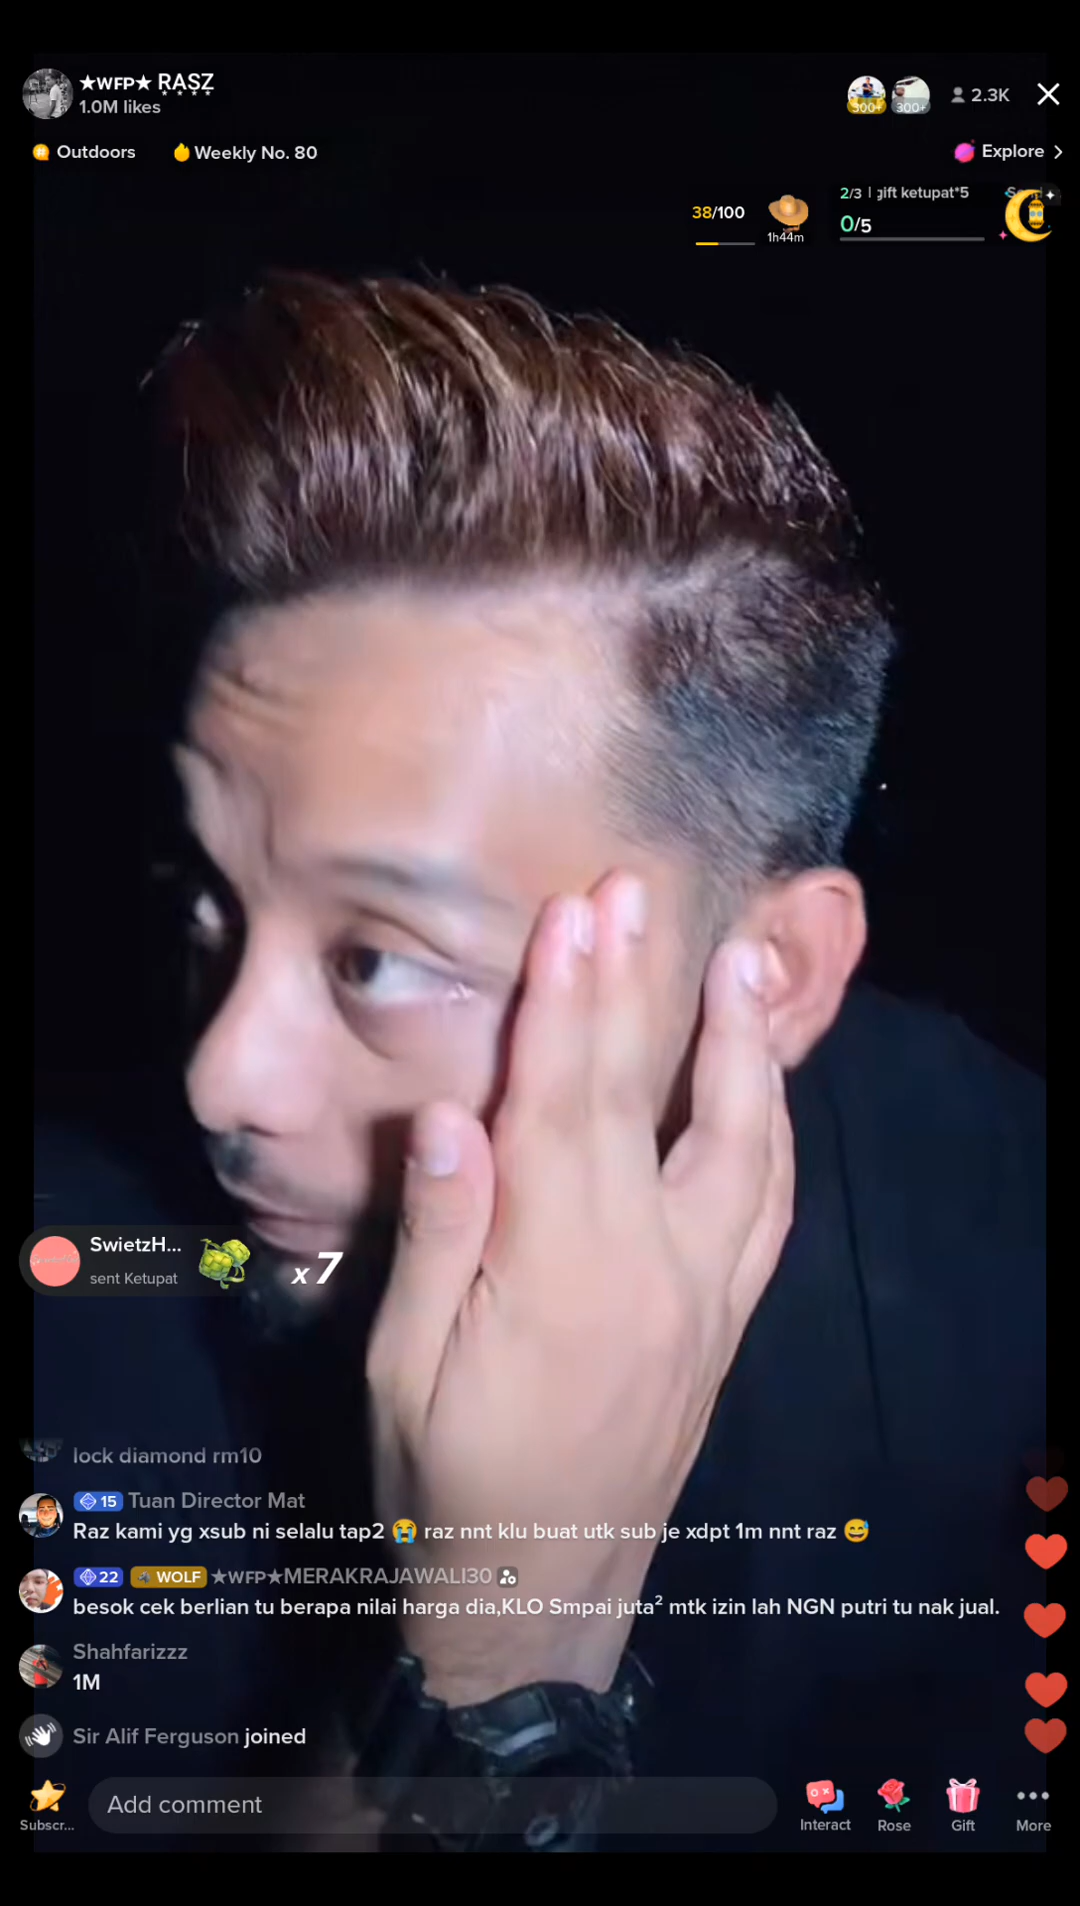 ★WFP★ RASZ
1.0M likes
300+
300+
2.3K
Outdoors
Weekly No. 80
Explore
38/100
1h44m
2/3 | gift ketupat*5
0/5
SwietzH...
sent Ketupat
x7
lock diamond rm10
15 Tuan Director Mat
Raz kami yg xsub ni selalu tap2 😭 raz nnt klu buat utk sub je xdpt 1m nnt raz 😅
22 WOLF ★WFP★MERAKRAJAWALI30
besok cek berlian tu berapa nilai harga dia,KLO Smpai juta² mtk izin lah NGN putri tu nak jual.
Shahfarizzz
1M
Sir Alif Ferguson joined
Subscr...
Add comment
Interact
Rose
Gift
More